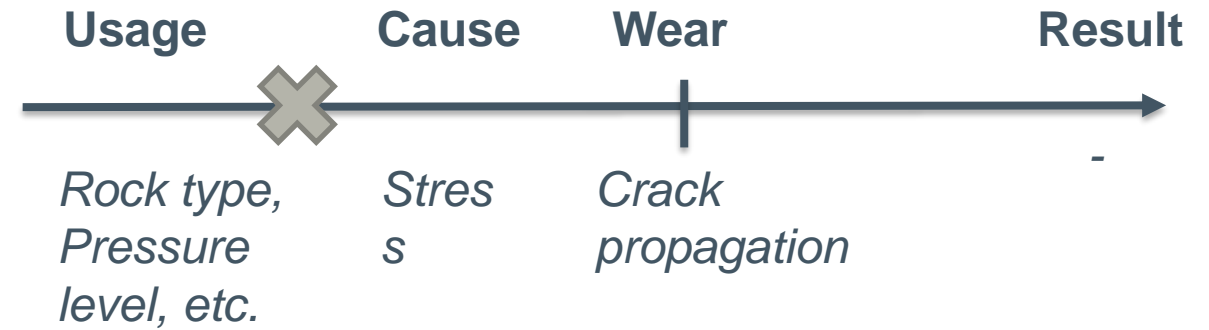 Usage Cause Wear Result
Rock type,
Pressure
level, etc.
Stres
s
Crack
propagation
-